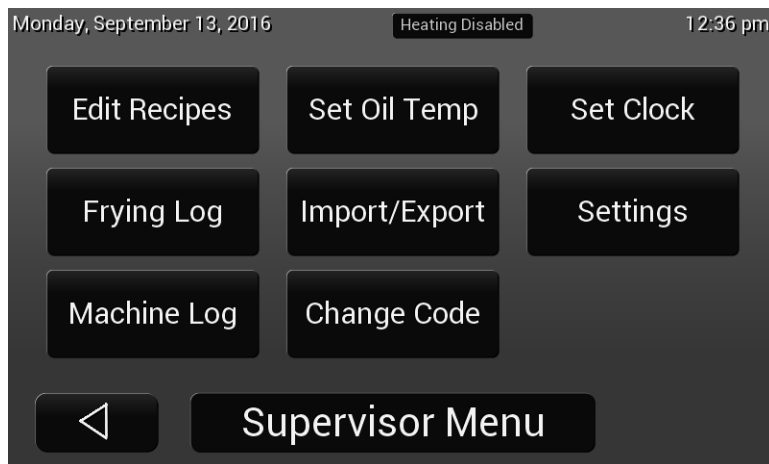 Monday, September 13, 2016 Heating Disabled 12:36 pm
Edit Recipes Set Oil Temp Set Clock
Frying Log Import/Export Settings
Machine Log Change Code
Supervisor Menu